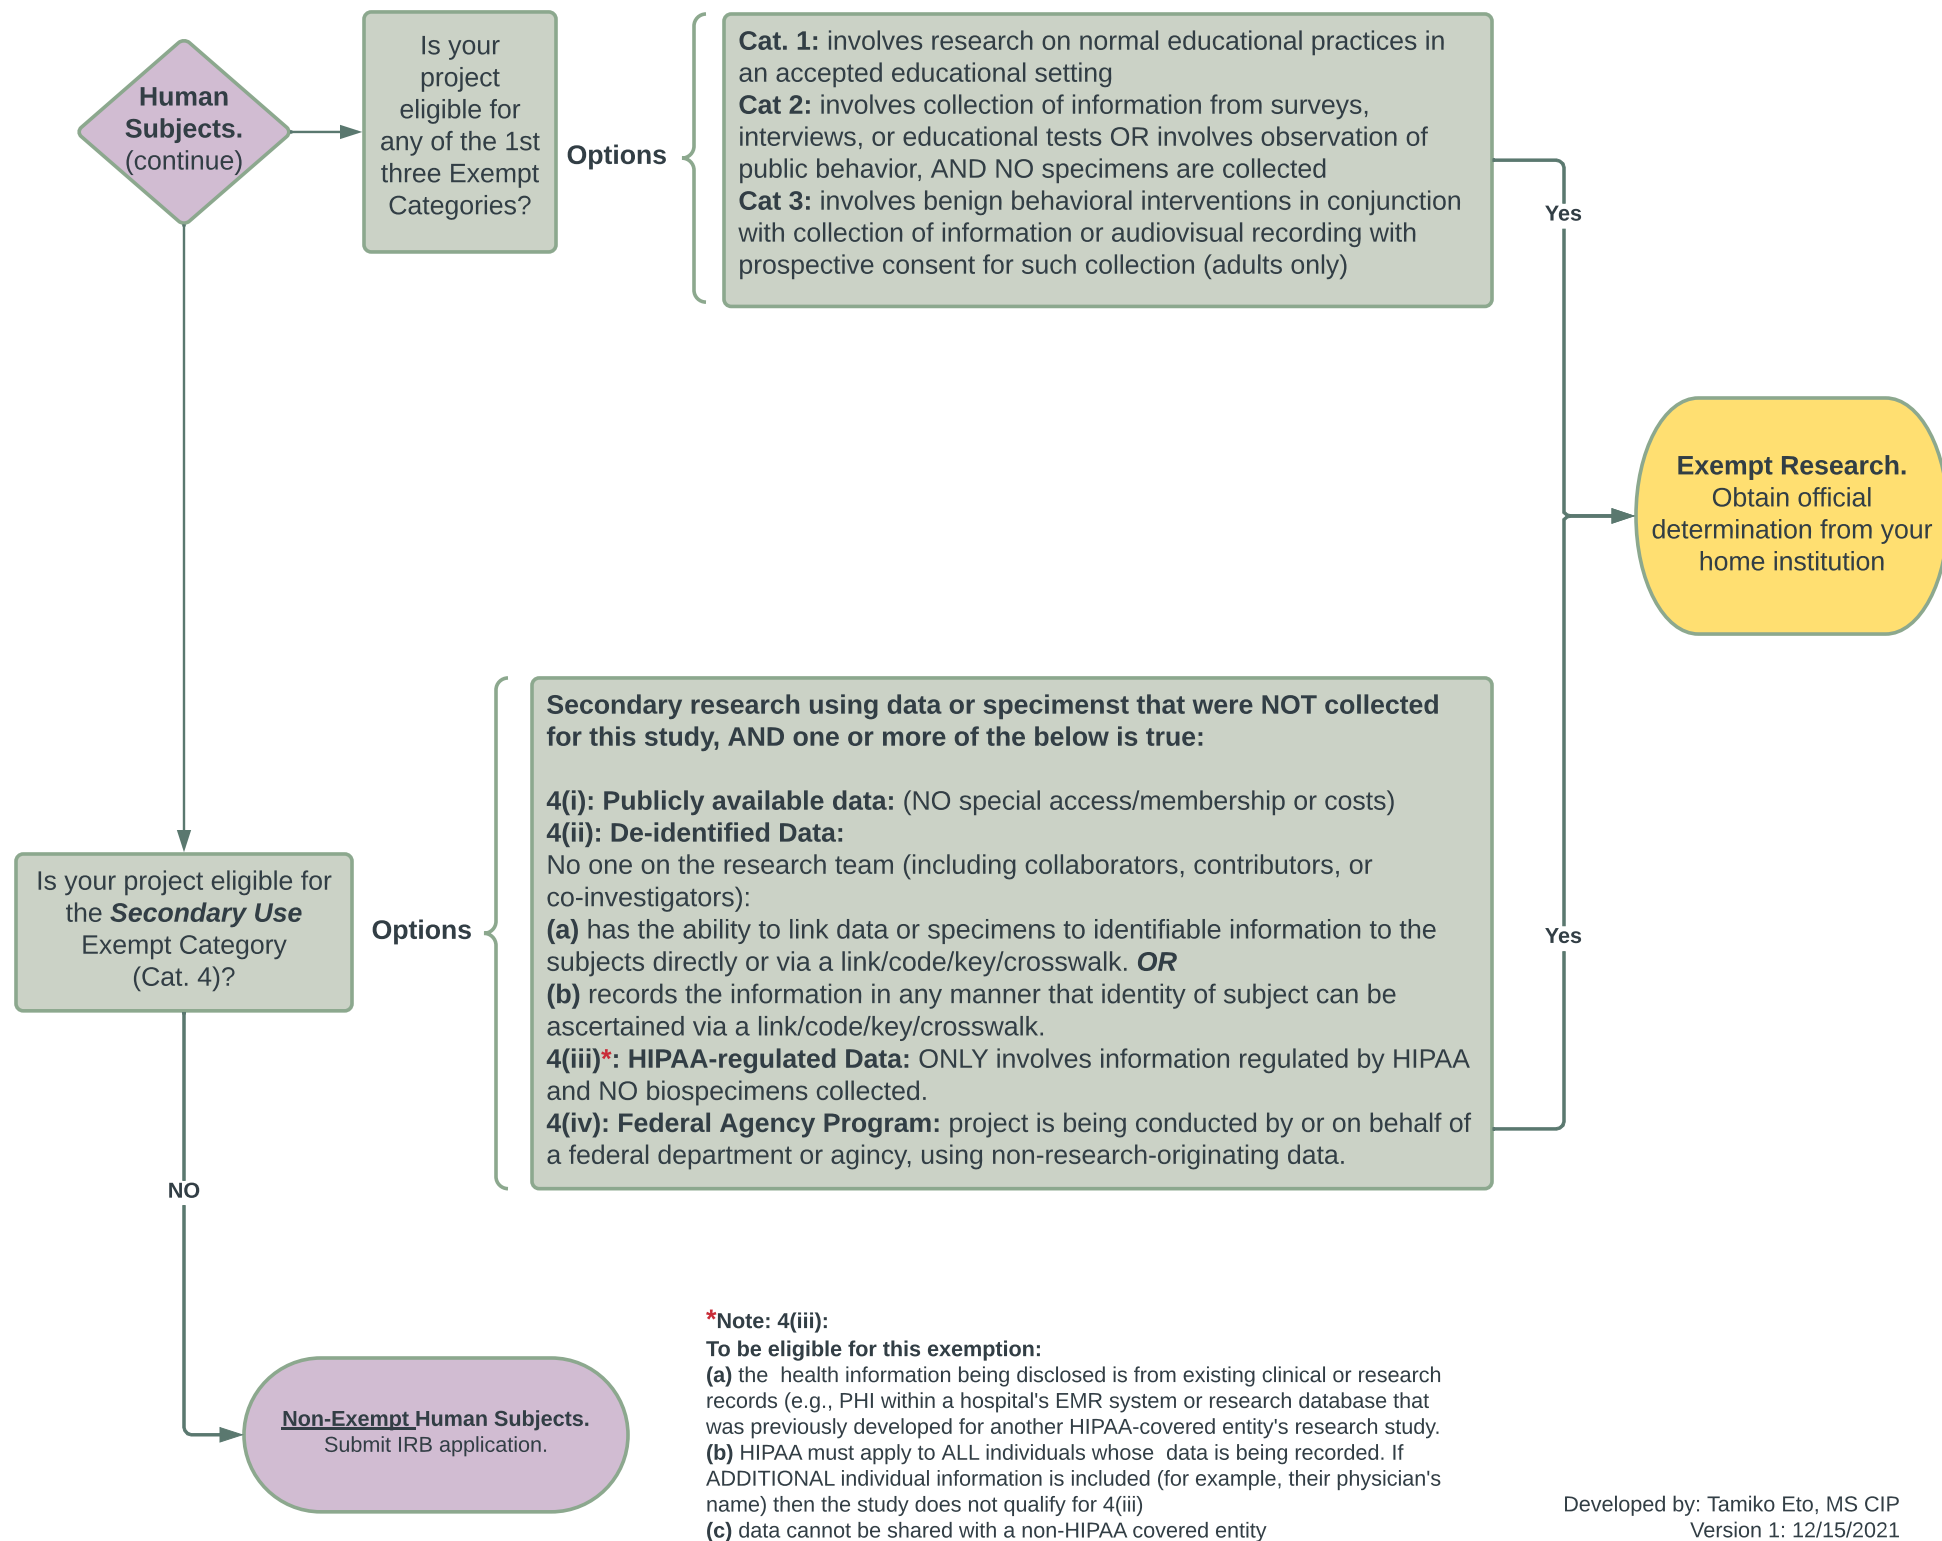 Human
Subjects.
(continue)
Is your
project
eligible for
any of the 1st
three Exempt
Categories?
Options
Cat. 1: involves research on normal educational practices in
an accepted educational setting
Cat 2: involves collection of information from surveys,
interviews, or educational tests OR involves observation of
public behavior, AND NO specimens are collected
Cat 3: involves benign behavioral interventions in conjunction
with collection of information or audiovisual recording with
prospective consent for such collection (adults only)
Yes
Exempt Research.
Obtain official
determination from your
home institution
Is your project eligible for
the Secondary Use
Exempt Category
(Cat. 4)?
Options
Secondary research using data or specimenst that were NOT collected
for this study, AND one or more of the below is true:
4(i): Publicly available data: (NO special access/membership or costs)
4(ii): De-identified Data:
No one on the research team (including collaborators, contributors, or
co-investigators):
(a) has the ability to link data or specimens to identifiable information to the
subjects directly or via a link/code/key/crosswalk. OR
(b) records the information in any manner that identity of subject can be
ascertained via a link/code/key/crosswalk.
4(iii)*: HIPAA-regulated Data: ONLY involves information regulated by HIPAA
and NO biospecimens collected.
4(iv): Federal Agency Program: project is being conducted by or on behalf of
a federal department or agincy, using non-research-originating data.
Yes
NO
Non-Exempt Human Subjects.
Submit IRB application.
*Note: 4(iii):
To be eligible for this exemption:
(a) the  health information being disclosed is from existing clinical or research
records (e.g., PHI within a hospital's EMR system or research database that
was previously developed for another HIPAA-covered entity's research study.
(b) HIPAA must apply to ALL individuals whose  data is being recorded. If
ADDITIONAL individual information is included (for example, their physician's
name) then the study does not qualify for 4(iii)
(c) data cannot be shared with a non-HIPAA covered entity
Developed by: Tamiko Eto, MS CIP
Version 1: 12/15/2021